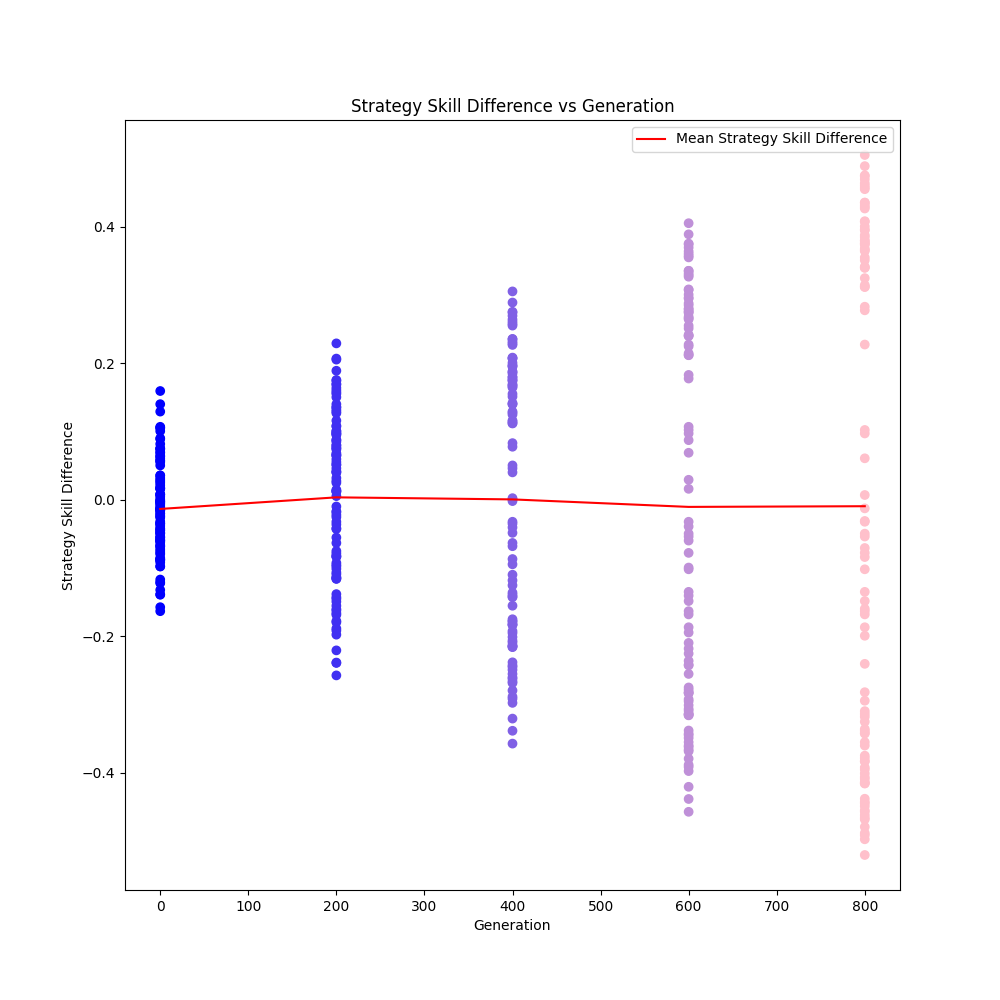 Strategy Skill Difference vs Generation
Mean Strategy Skill Difference
Strategy Skill Difference
0.4
0.2
0.0
−0.2
−0.4
0 100 200 300 400 500 600 700 800
Generation